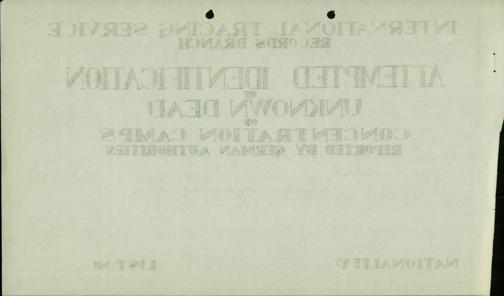 INTERNATIONAL TRACING SERVICE
RECORDS BRANCH
ATTEMPTED IDENTIFICATION
OF
UNKNOWN DEAD
OF
CONCENTRATION CAMPS
REPORTED BY GERMAN AUTHORITIES
NATIONALITY LIST Nº